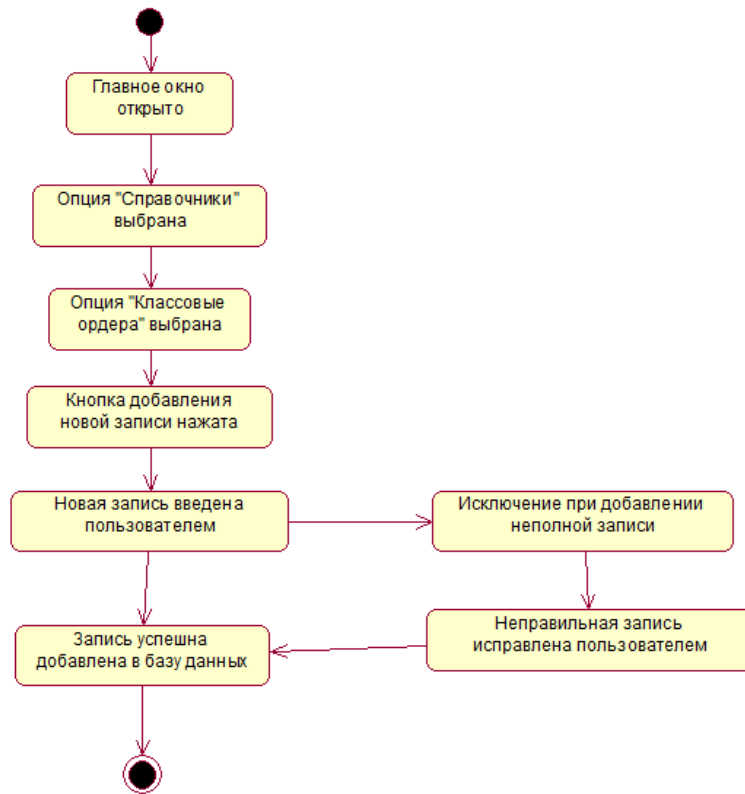 Главное окно
открыто
Опция "Справочники"
выбрана
Опция "Классовые
ордера" выбрана
Кнопка добавления
новой записи нажата
Новая запись введена
пользователем
Исключение при добавлении
неполной записи
Неправильная запись
исправлена пользователем
Запись успешна
добавлена в базу данных